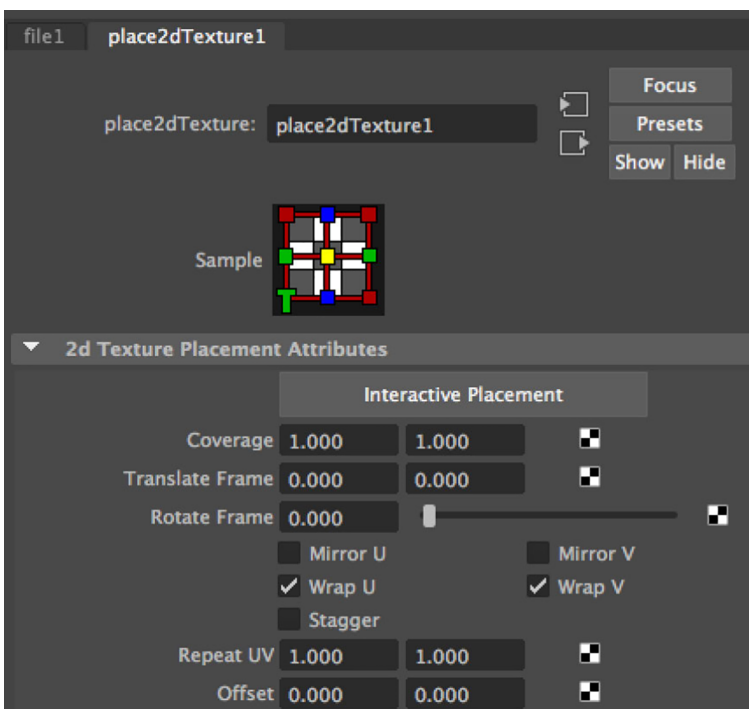 file1 place2dTexture1
Focus
place2dTexture: place2dTexture1 Presets
Show Hide
Sample
2d Texture Placement Attributes
Interactive Placement
Coverage 1.000 1.000
Translate Frame 0.000 0.000
Rotate Frame 0.000
Mirror U Mirror V
Wrap U Wrap V
Stagger
Repeat UV 1.000 1.000
Offset 0.000 0.000